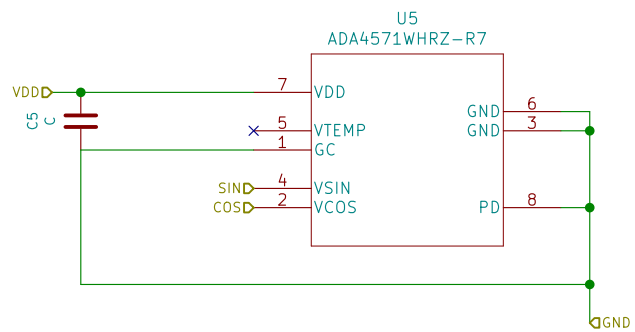 U5
ADA4571WHRZ-R7
VDD
7
VDD
C5
C
5
VTEMP
1
GC
4
SIN
VSIN
2
COS
VCOS
6
GND
3
GND
8
PD
GND